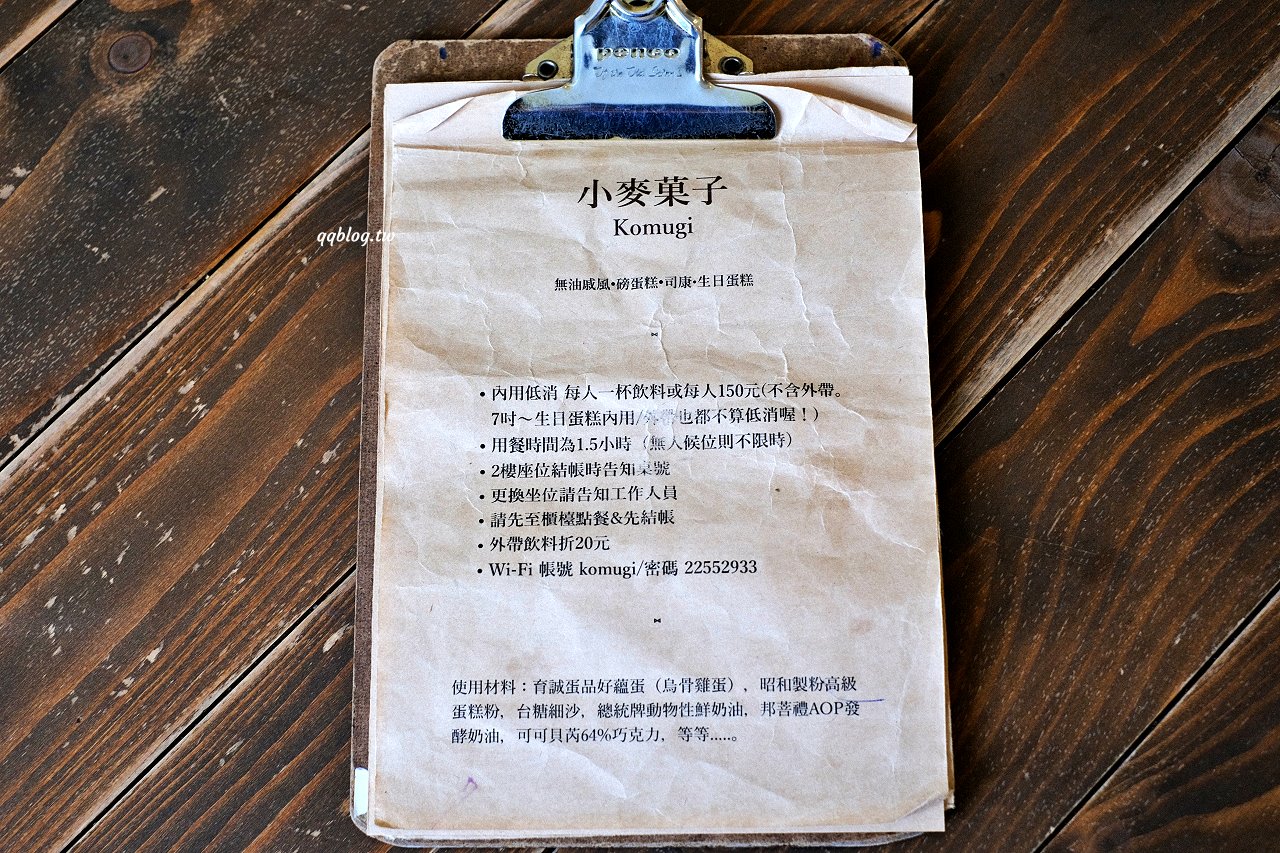 penco
小麥菓子
Komugi
qqblog.tw
無油戚風•磅蛋糕•司康•生日蛋糕
• 內用低消 每人一杯飲料或每人150元(不含外帶。
7吋～生日蛋糕內用/外帶也都不算低消喔！)
• 用餐時間為1.5小時（無人候位則不限時）
• 2樓座位結帳時告知桌號
• 更換坐位請告知工作人員
• 請先至櫃檯點餐&先結帳
• 外帶飲料折20元
• Wi-Fi 帳號 komugi/密碼 22552933
使用材料：育誠蛋品好蘊蛋（烏骨雞蛋），昭和製粉高級
蛋糕粉，台糖細沙，總統牌動物性鮮奶油，邦菩禮AOP發
酵奶油，可可貝芮64%巧克力，等等.....。